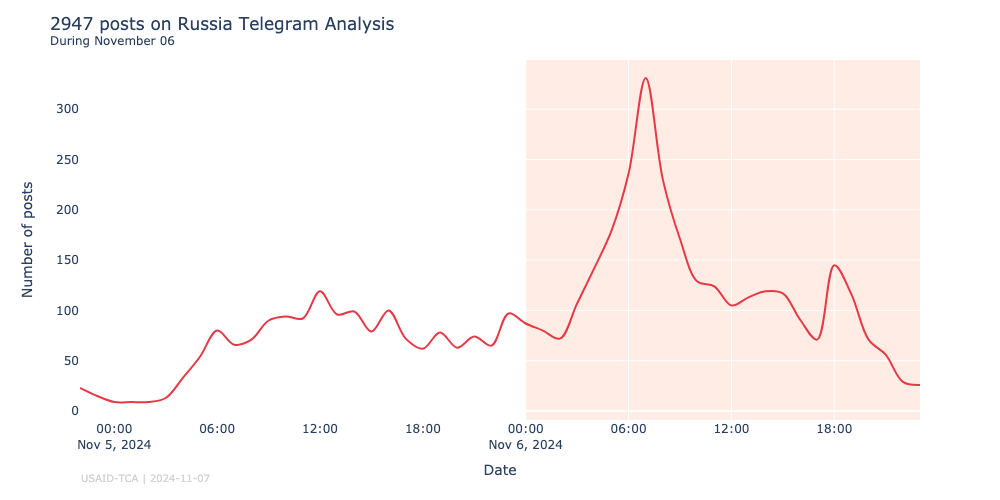 2947 posts on Russia Telegram Analysis
During November 06
Number of posts
300
250
200
150
100
50
0
00:00 06:00 12:00 18:00 00:00 06:00 12:00 18:00
Nov 5, 2024 Nov 6, 2024
Date
USAID-TCA | 2024-11-07